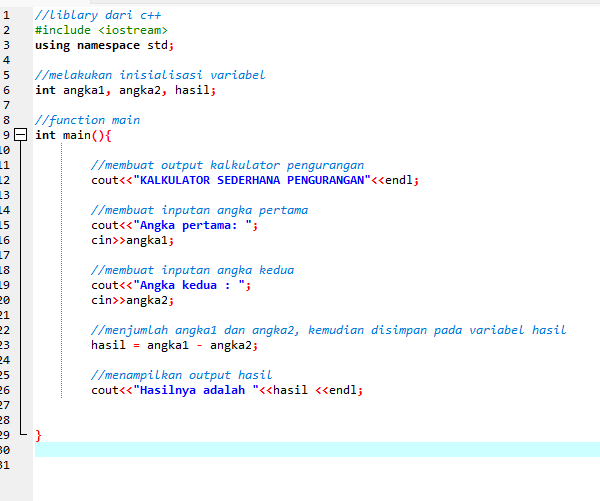 1 //liblary dari c++
2 #include <iostream>
3 using namespace std;
4
5 //melakukan inisialisasi variabel
6 int angka1, angka2, hasil;
7
8 //function main
9 int main(){
10
11 //membuat output kalkulator pengurangan
12 cout<<"KALKULATOR SEDERHANA PENGURANGAN"<<endl;
13
14 //membuat inputan angka pertama
15 cout<<"Angka pertama: ";
16 cin>>angka1;
17
18 //membuat inputan angka kedua
19 cout<<"Angka kedua : ";
20 cin>>angka2;
21
22 //menjumlah angka1 dan angka2, kemudian disimpan pada variabel hasil
23 hasil = angka1 - angka2;
24
25 //menampilkan output hasil
26 cout<<"Hasilnya adalah "<<hasil <<endl;
27
28
29 }
30
31